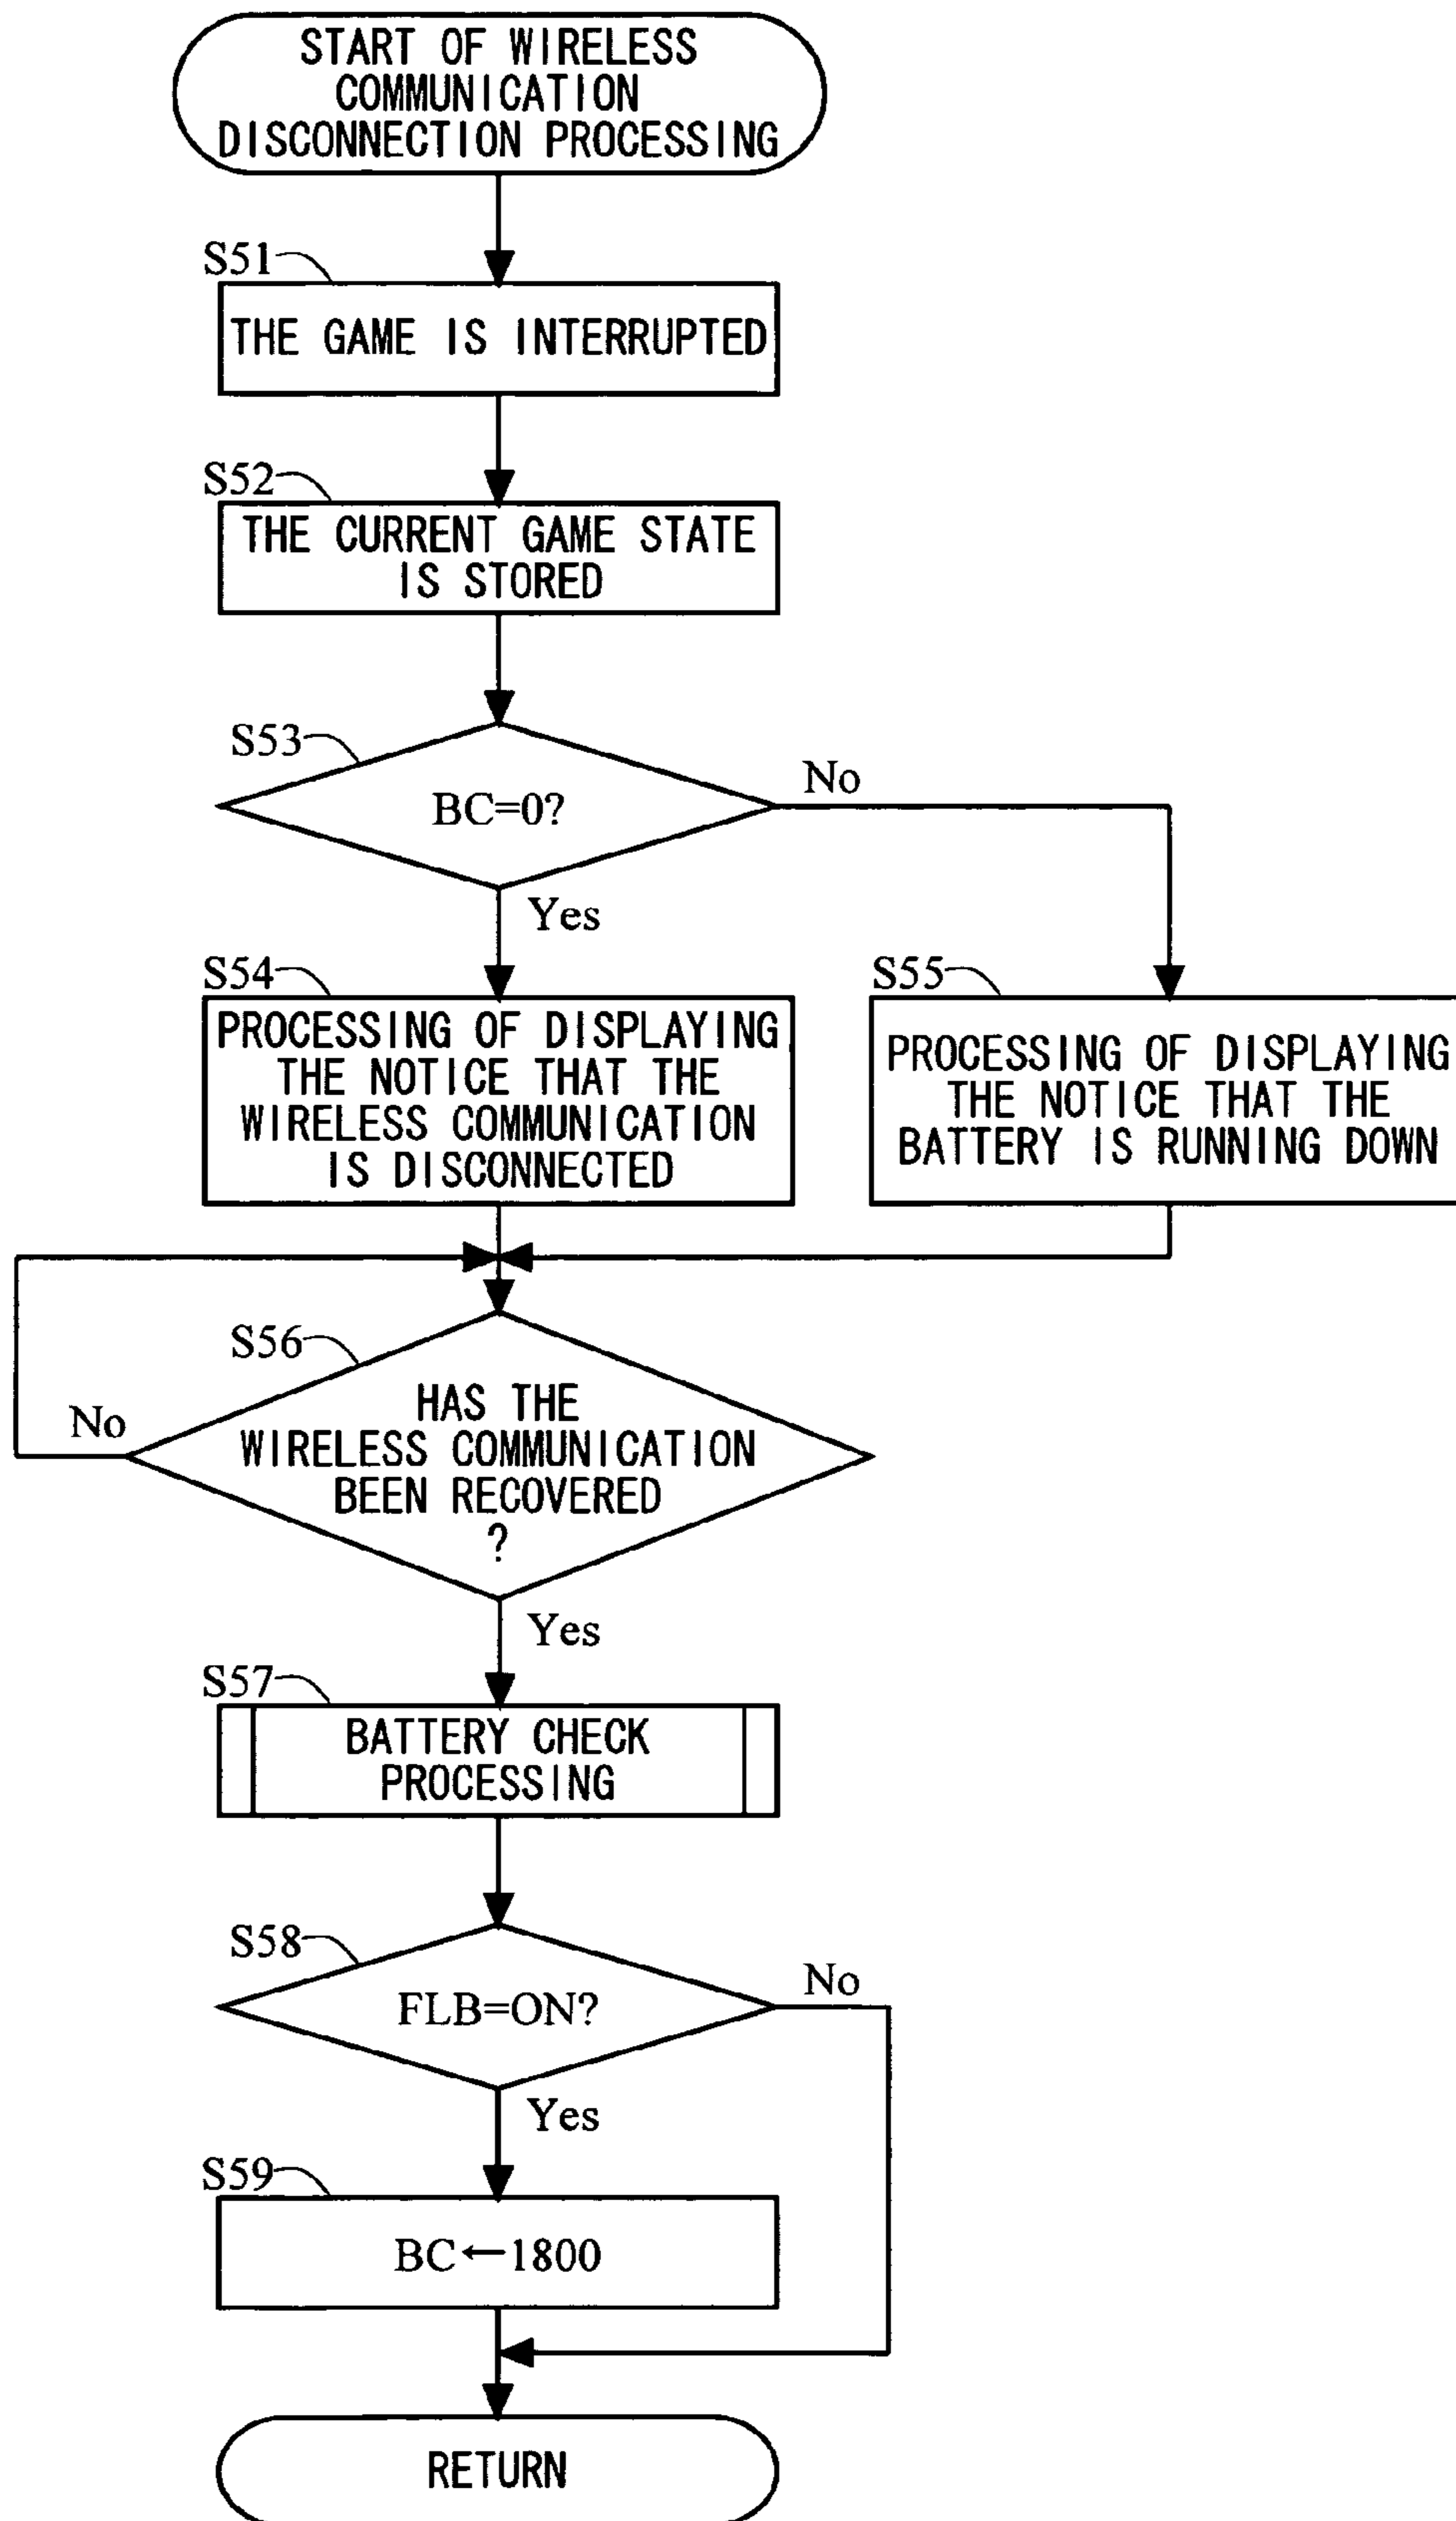 START OF WIRELESS
COMMUNICATION
DISCONNECTION PROCESSING
S51
THE GAME IS INTERRUPTED
S52
THE CURRENT GAME STATE
IS STORED
S53
BC=0?
No
Yes
S54
PROCESSING OF DISPLAYING
THE NOTICE THAT THE
WIRELESS COMMUNICATION
IS DISCONNECTED
S55
PROCESSING OF DISPLAYING
THE NOTICE THAT THE
BATTERY IS RUNNING DOWN
S56
HAS THE
WIRELESS COMMUNICATION
BEEN RECOVERED
?
No
Yes
S57
BATTERY CHECK
PROCESSING
S58
FLB=ON?
No
Yes
S59
BC←1800
RETURN